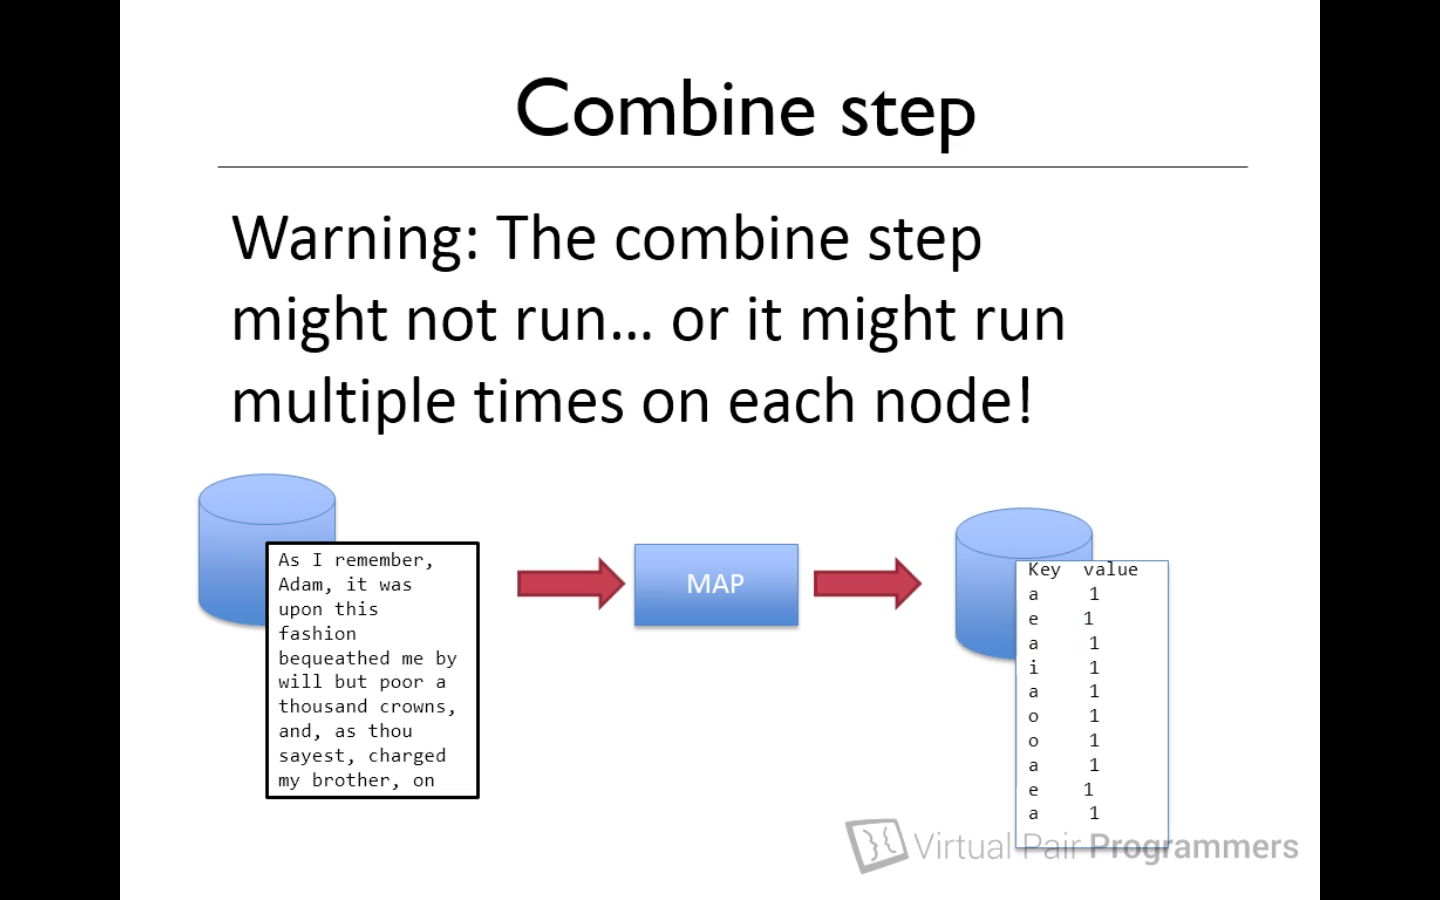 Combine step
Warning: The combine step
might not run... or it might run
multiple times on each node!
As I remember,
Adam, it was
upon this
fashion
bequeathed me by
will but poor a
thousand crowns,
and, as thou
sayest, charged
my brother, on
MAP
Key value
a 1
e 1
a 1
i 1
a 1
o 1
o 1
a 1
e 1
a 1
Virtual Pair Programmers